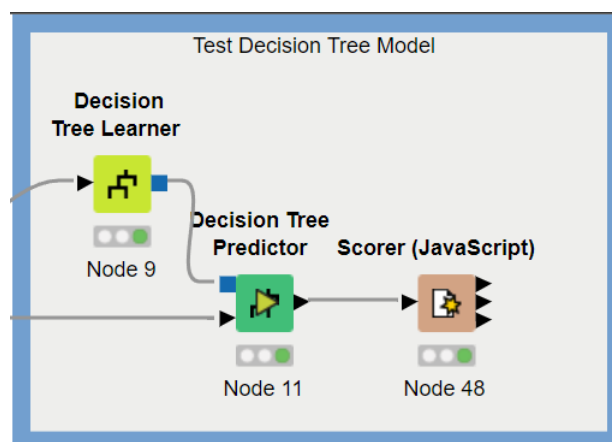 Test Decision Tree Model
Decision
Tree Learner
Node 9
Decision Tree
Predictor
Node 11
Scorer (JavaScript)
Node 48